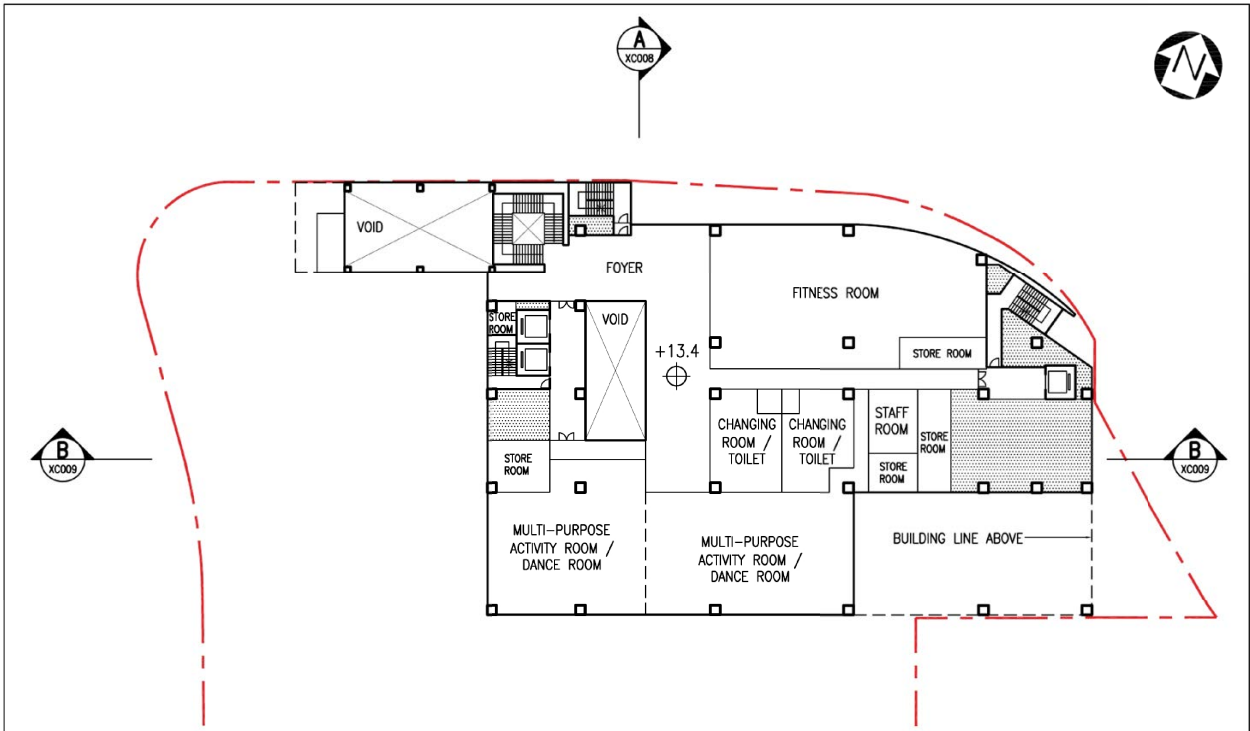 A
XC008
N
VOID
FOYER
FITNESS ROOM
STORE
ROOM
VOID
+13.4
STORE ROOM
CHANGING
ROOM /
TOILET
CHANGING
ROOM /
TOILET
STAFF
ROOM
STORE
ROOM
B
XC009
B
XC009
STORE
ROOM
STORE
ROOM
MULTI-PURPOSE
ACTIVITY ROOM /
DANCE ROOM
MULTI-PURPOSE
ACTIVITY ROOM /
DANCE ROOM
BUILDING LINE ABOVE